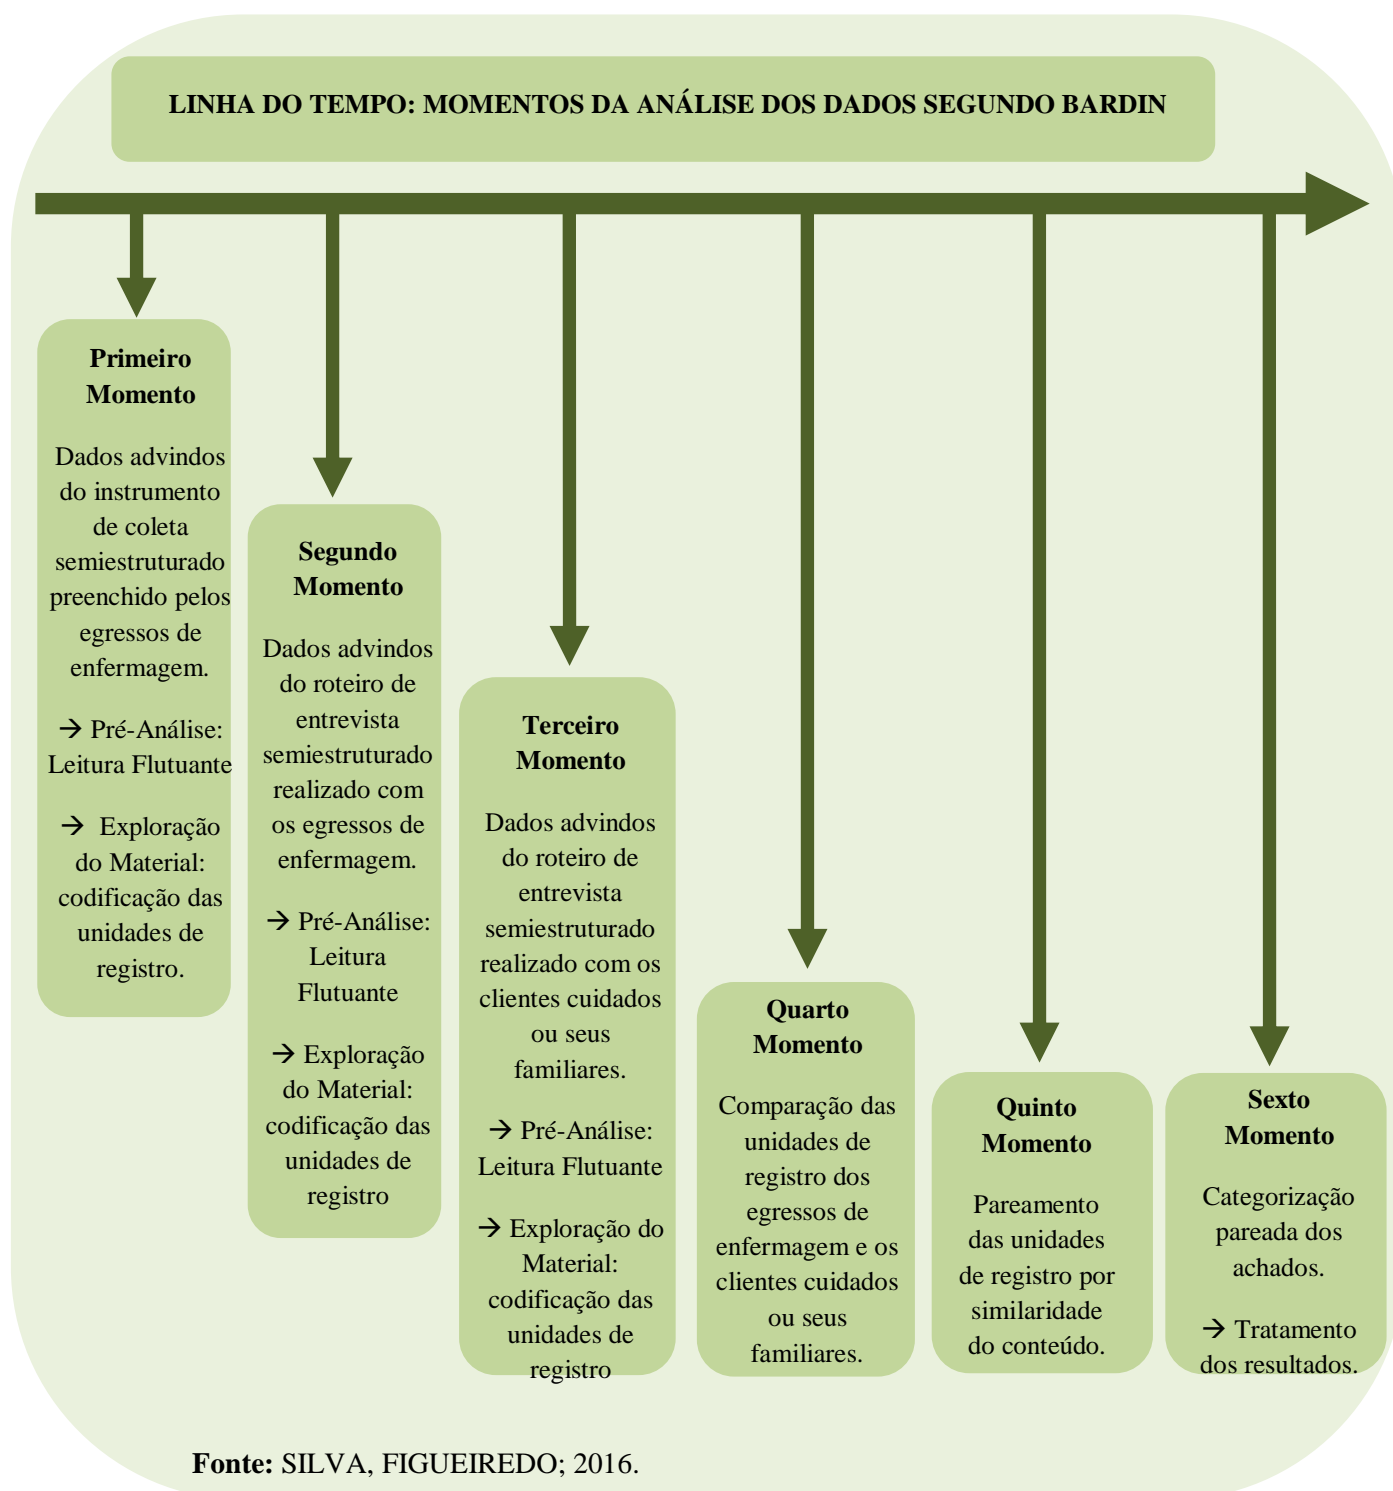 LINHA DO TEMPO: MOMENTOS DA ANÁLISE DOS DADOS SEGUNDO BARDIN
Primeiro
Momento
Dados advindos
do instrumento
de coleta
semiestruturado
preenchido pelos
egressos de
enfermagem.
→ Pré-Análise:
Leitura Flutuante
→ Exploração
do Material:
codificação das
unidades de
registro.
Segundo
Momento
Dados advindos
do roteiro de
entrevista
semiestruturado
realizado com
os egressos de
enfermagem.
→ Pré-Análise:
Leitura
Flutuante
→ Exploração
do Material:
codificação das
unidades de
registro
Terceiro
Momento
Dados advindos
do roteiro de
entrevista
semiestruturado
realizado com os
clientes cuidados
ou seus
familiares.
→ Pré-Análise:
Leitura Flutuante
→ Exploração do
Material:
codificação das
unidades de
registro
Quarto
Momento
Comparação das
unidades de
registro dos
egressos de
enfermagem e os
clientes cuidados
ou seus
familiares.
Quinto
Momento
Pareamento
das unidades
de registro por
similaridade
do conteúdo.
Sexto
Momento
Categorização
pareada dos
achados.
→ Tratamento
dos resultados.
Fonte: SILVA, FIGUEIREDO; 2016.